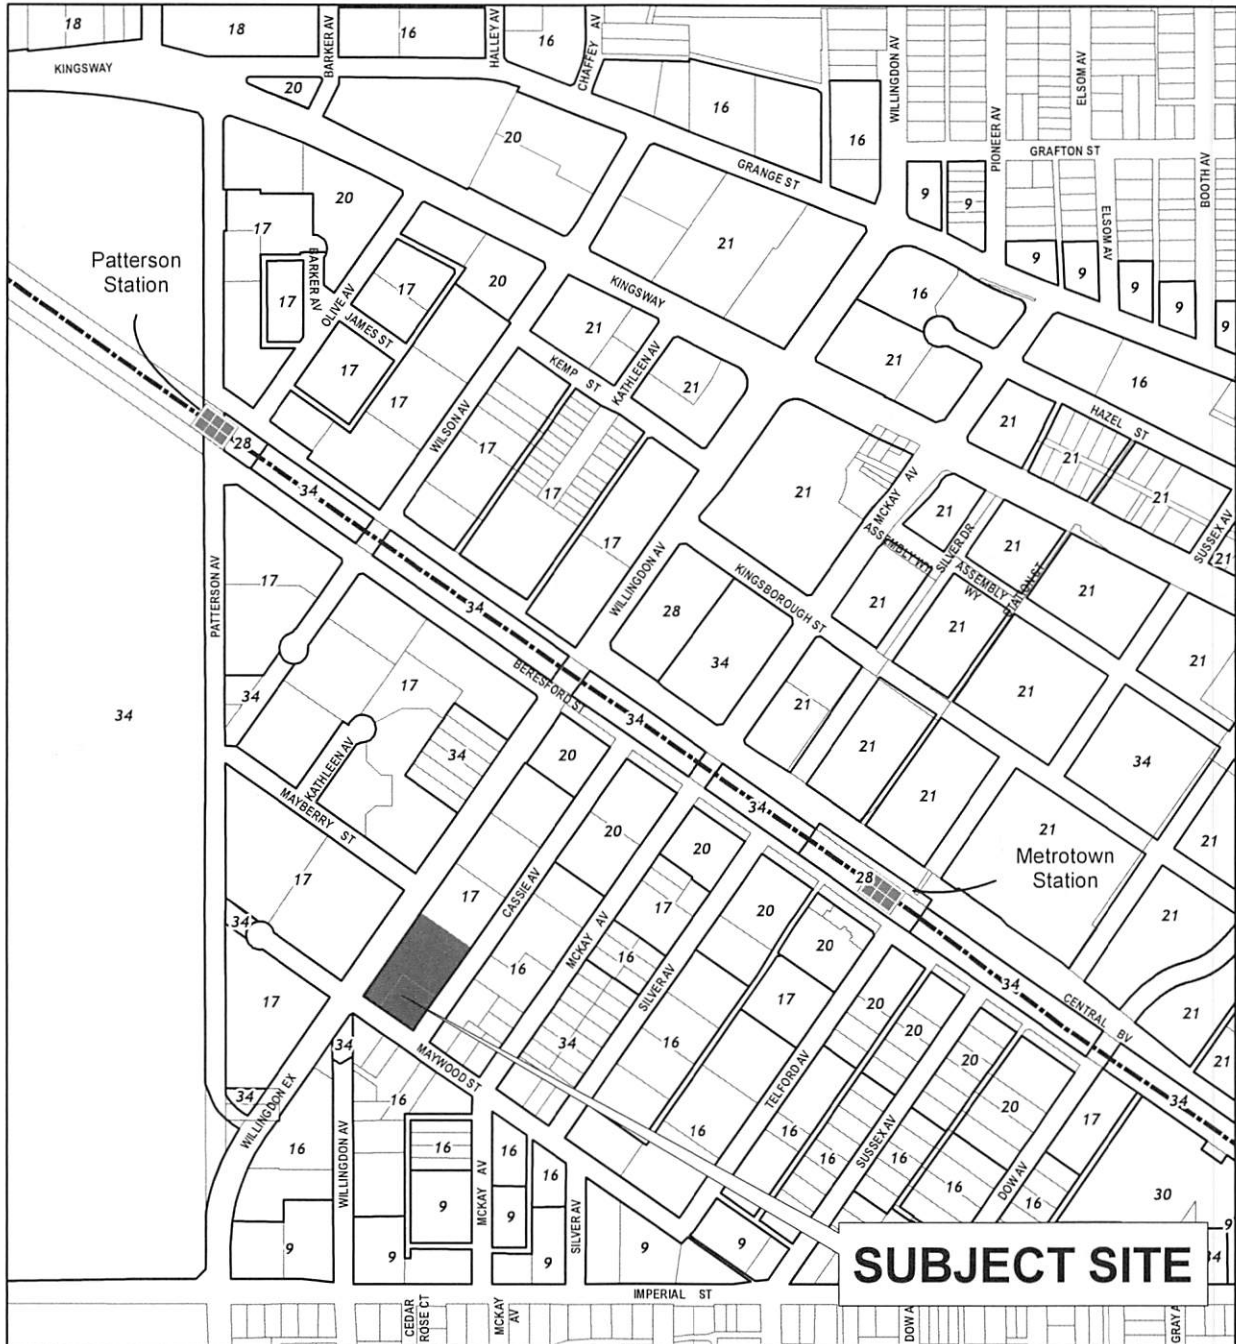 18
18
BARKER AV
16
HALLEY AV
16
CHAFFEY AV
WILLINGDON AV
ELSOM AV
KINGSWAY
20
16
20
16
PIONEER AV
GRAFTON ST
BOOTH AV
GRANGE ST
9
9
ELSOM AV
20
17
21
9
9
9
9
9
Patterson
Station
BARKER AV
17
OLIVE AV
17
20
KINGSWAY
16
JAMES ST
21
21
16
17
KEMP ST
KATHLEEN AV
21
17
WILSON AV
17
21
HAZEL ST
28
21
21
34
17
21
MCKAY AV
21
SILVER DR
SUSSEX AV
17
ASSEMBLY WY
21
ASSEMBLY
WY
STATION ST
21
PATTERSON AV
17
34
WILLINGDON AV
KINGSBOROUGH ST
21
21
28
21
34
21
17
BERESFORD ST
21
34
34
34
21
20
21
34
KATHLEEN AV
34
21
MAYBERRY ST
34
20
20
21
21
Metrotown
Station
28
17
17
CASSIE AV
17
20
20
21
34
MCKAY AV
16
16
SILVER AV
17
20
34
CENTRAL BV
21
17
20
20
21
34
16
20
34
MAYWOOD ST
TELFORD AV
20
17
34
34
WILLINGDON EX
16
16
WILLINGDON AV
16
16
16
16
16
SUSSEX AV
16
16
DOW AV
16
30
9
MCKAY AV
9
SILVER AV
9
9
9
9
9
9
9
34
SUBJECT SITE
IMPERIAL ST
CEDAR
ROSE CT
MCKAY
AV
DOW A
GRAY A